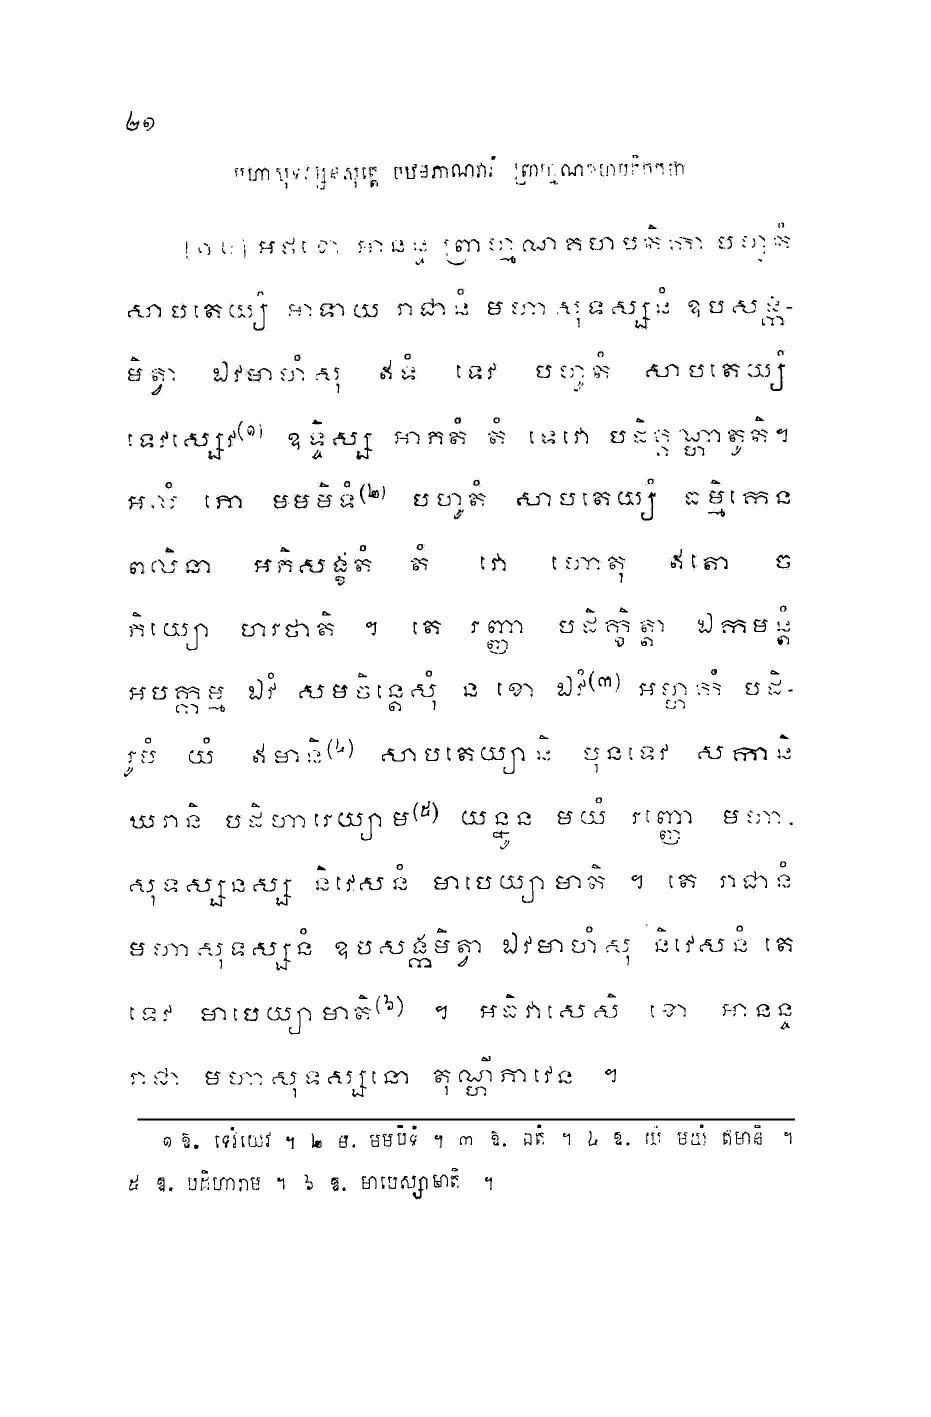 ២១
មហាសុទស្សនសុត្តេ បឋមភាណវារំ ព្រាហ្មណគហបតិកកថា
[១៤] អថខោ អានន្ទ ព្រាហ្មណគហបតិកា បហូតំ
សាបតេយ្យំ អាទាយ រាជានំ មហាសុទស្សនំ ឧបសង្ក-
មិត្វា ឯវមាហំសុ ឥទំ ទេវ បហូតំ សាបតេយ្យំ
ទេវស្សេវ(១) ឧទ្ទិស្ស អាភតំ តំ ទេវោ បដិគ្គណ្ហាតូតិ។
អលំ ភោ មមមិទំ(២) បហូតំ សាបតេយ្យំ ធម្មិកេន
ពលិនា អភិសង្ខតំ តំ វោ ហោតុ ឥតោ ច
ភិយ្យោ ហរថាតិ ។ តេ រញ្ញា បដិក្ខិត្តា ឯកមន្តំ
អបក្កម្ម ឯវំ សមចិន្តេសុំ ន ខោ ឯវំ(៣) អម្ហាកំ បដិ-
រូបំ យំ ឥមានិ(៤) សាបតេយ្យានិ បុនទេវ សកានិ
ឃរានិ បដិហារេយ្យាម(៥) យន្នូន មយំ រញ្ញោ មហា-
សុទស្សនស្ស និវេសនំ មាបេយ្យាមាតិ ។ តេ រាជានំ
មហាសុទស្សនំ ឧបសង្កមិត្វា ឯវមាហំសុ និវេសនំ តេ
ទេវ មាបេយ្យាមាតិ(៦) ។ អធិវាសេសិ ខោ អានន្ទ
រាជា មហាសុទស្សនោ តុណ្ហីភាវេន ។
១ ឱ. ទេវំយេវ ។ ២ ម. មមបិទំ ។ ៣ ឱ. ឯតំ ។ ៤ ឱ. យំ មយំ ឥមានិ ។
៥ ឱ. បដិហារាម ។ ៦ ឱ. មាបេស្សាមាតិ ។